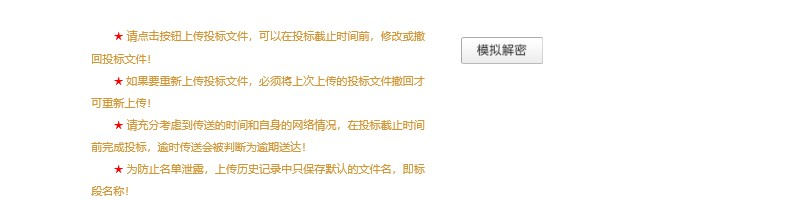 ★ 请点击按钮上传投标文件，可以在投标截止时间前，修改或撤
回投标文件！
模拟解密
★ 如果要重新上传投标文件，必须将上次上传的投标文件撤回才
可重新上传！
★ 请充分考虑到传送的时间和自身的网络情况，在投标截止时间
前完成投标，逾时传送会被判断为逾期送达！
★ 为防止名单泄露，上传历史记录中只保存默认的文件名，即标
段名称！